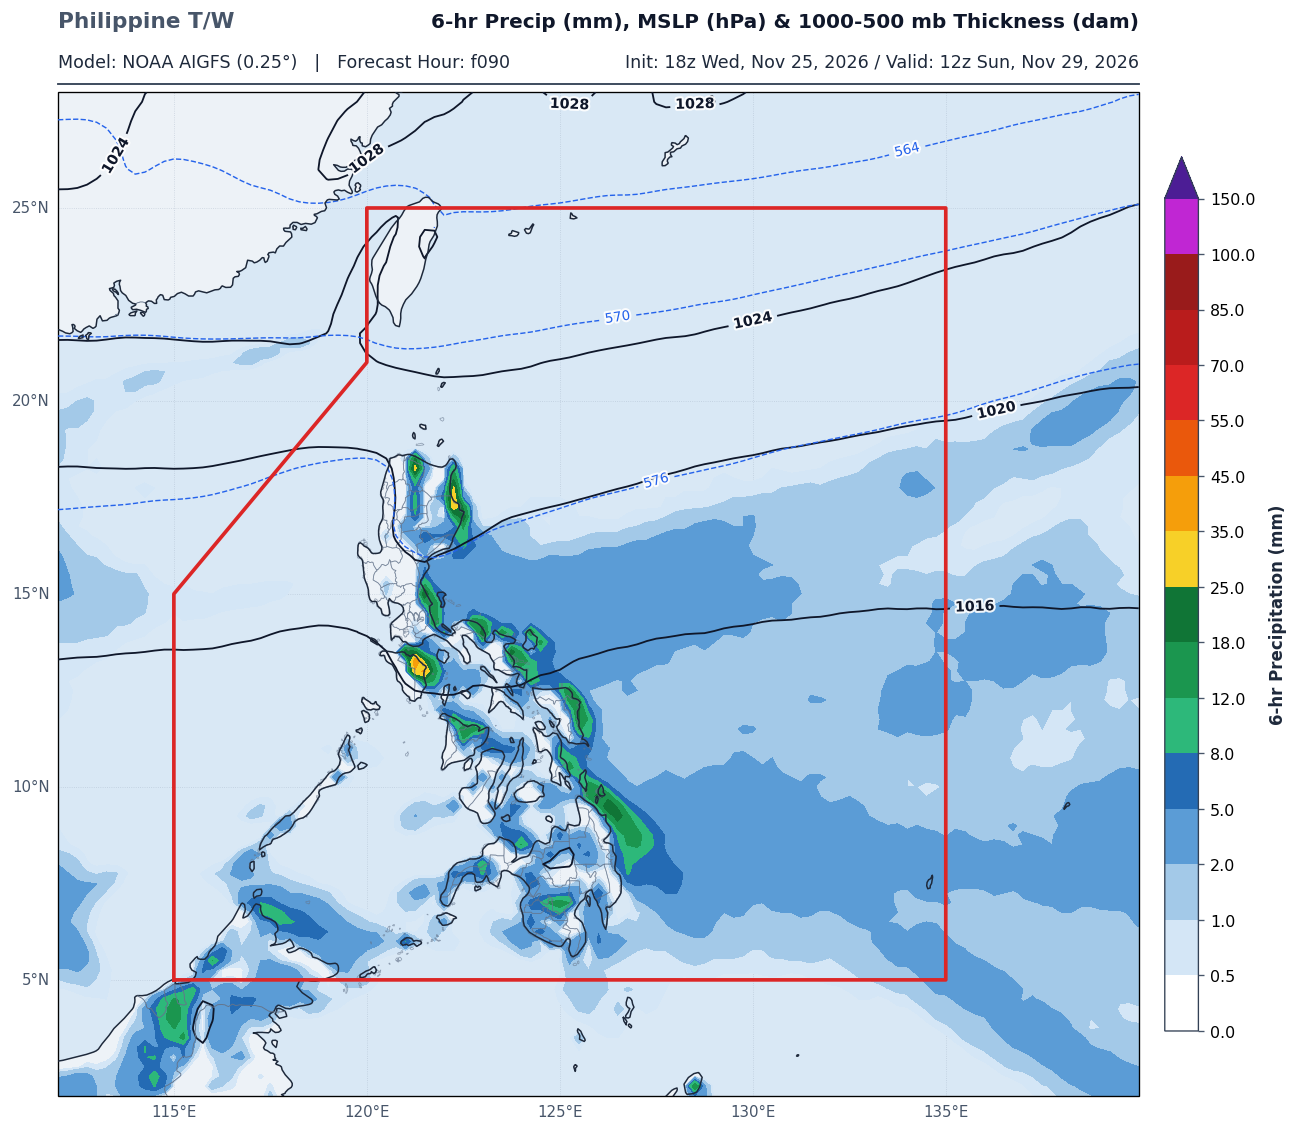 Philippine T/W
6-hr Precip (mm), MSLP (hPa) & 1000-500 mb Thickness (dam)
Model: NOAA AIGFS (0.25°)   |   Forecast Hour: f090
Init: 18z Wed, Nov 25, 2026 / Valid: 12z Sun, Nov 29, 2026
1028
1028
1024
1028
564
25°N
570
1024
20°N
1020
576
15°N
1016
10°N
5°N
115°E
120°E
125°E
130°E
135°E
150.0
100.0
85.0
70.0
55.0
45.0
35.0
25.0
18.0
12.0
8.0
5.0
2.0
1.0
0.5
0.0
6-hr Precipitation (mm)